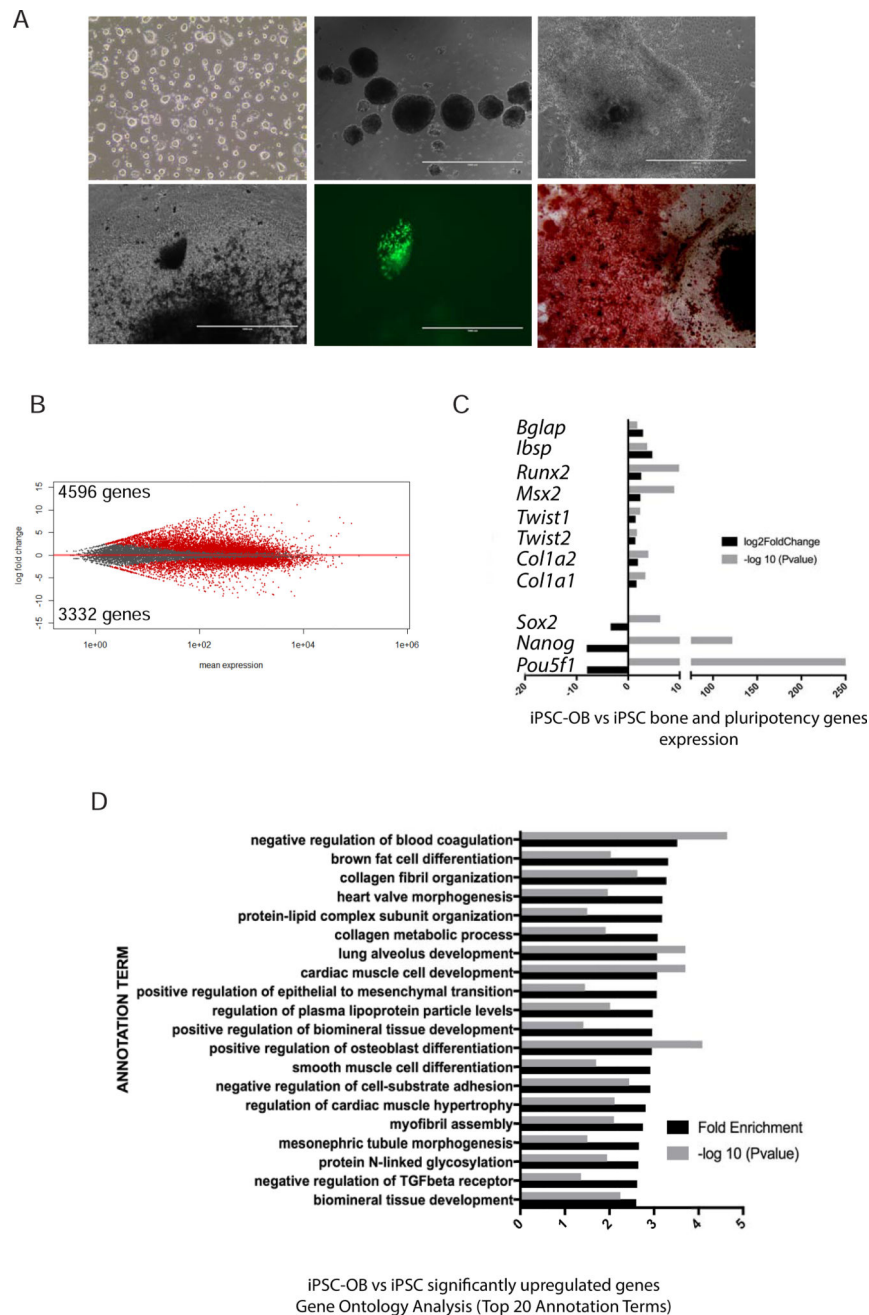 A
B
4596 genes
3332 genes
log fold change
15
10
5
0
-5
-10
-15
1e+00
1e+02
1e+04
1e+06
mean expression
C
Bglap
Ibsp
Runx2
Msx2
Twist1
Twist2
Col1a2
Col1a1
Sox2
Nanog
Pou5f1
log2FoldChange
-log 10 (Pvalue)
-20
-10
0
10
100
150
200
250
iPSC-OB vs iPSC bone and pluripotency genes
expression
D
ANNOTATION TERM
negative regulation of blood coagulation
brown fat cell differentiation
collagen fibril organization
heart valve morphogenesis
protein-lipid complex subunit organization
collagen metabolic process
lung alveolus development
cardiac muscle cell development
positive regulation of epithelial to mesenchymal transition
regulation of plasma lipoprotein particle levels
positive regulation of biomineral tissue development
positive regulation of osteoblast differentiation
smooth muscle cell differentiation
negative regulation of cell-substrate adhesion
regulation of cardiac muscle hypertrophy
myofibril assembly
mesonephric tubule morphogenesis
protein N-linked glycosylation
negative regulation of TGFbeta receptor
biomineral tissue development
Fold Enrichment
-log 10 (Pvalue)
0
1
2
3
4
5
iPSC-OB vs iPSC significantly upregulated genes
Gene Ontology Analysis (Top 20 Annotation Terms)